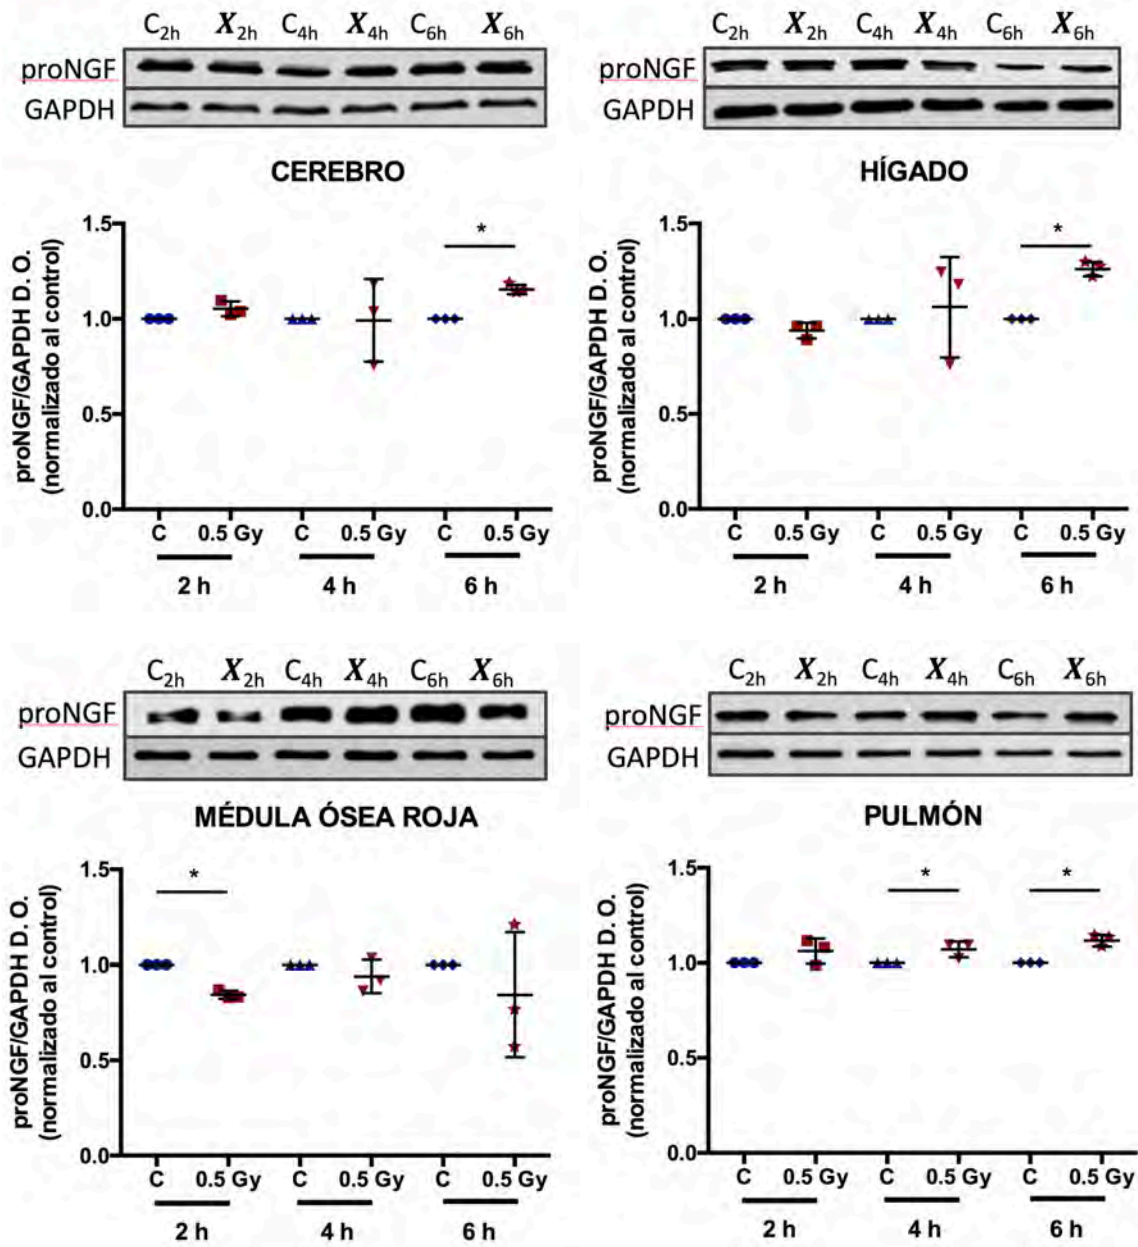 C2h X2h C4h X4h C6h X6h
proNGF
GAPDH
CEREBRO
proNGF/GAPDH D. O.
(normalizado al control)
1.5
1.0
0.5
0.0
*
C 0.5 Gy C 0.5 Gy C 0.5 Gy
2 h 4 h 6 h
C2h X2h C4h X4h C6h X6h
proNGF
GAPDH
HÍGADO
proNGF/GAPDH D. O.
(normalizado al control)
1.5
1.0
0.5
0.0
*
C 0.5 Gy C 0.5 Gy C 0.5 Gy
2 h 4 h 6 h
C2h X2h C4h X4h C6h X6h
proNGF
GAPDH
MÉDULA ÓSEA ROJA
proNGF/GAPDH D. O.
(normalizado al control)
1.5
1.0
0.5
0.0
*
C 0.5 Gy C 0.5 Gy C 0.5 Gy
2 h 4 h 6 h
C2h X2h C4h X4h C6h X6h
proNGF
GAPDH
PULMÓN
proNGF/GAPDH D. O.
(normalizado al control)
1.5
1.0
0.5
0.0
* *
C 0.5 Gy C 0.5 Gy C 0.5 Gy
2 h 4 h 6 h